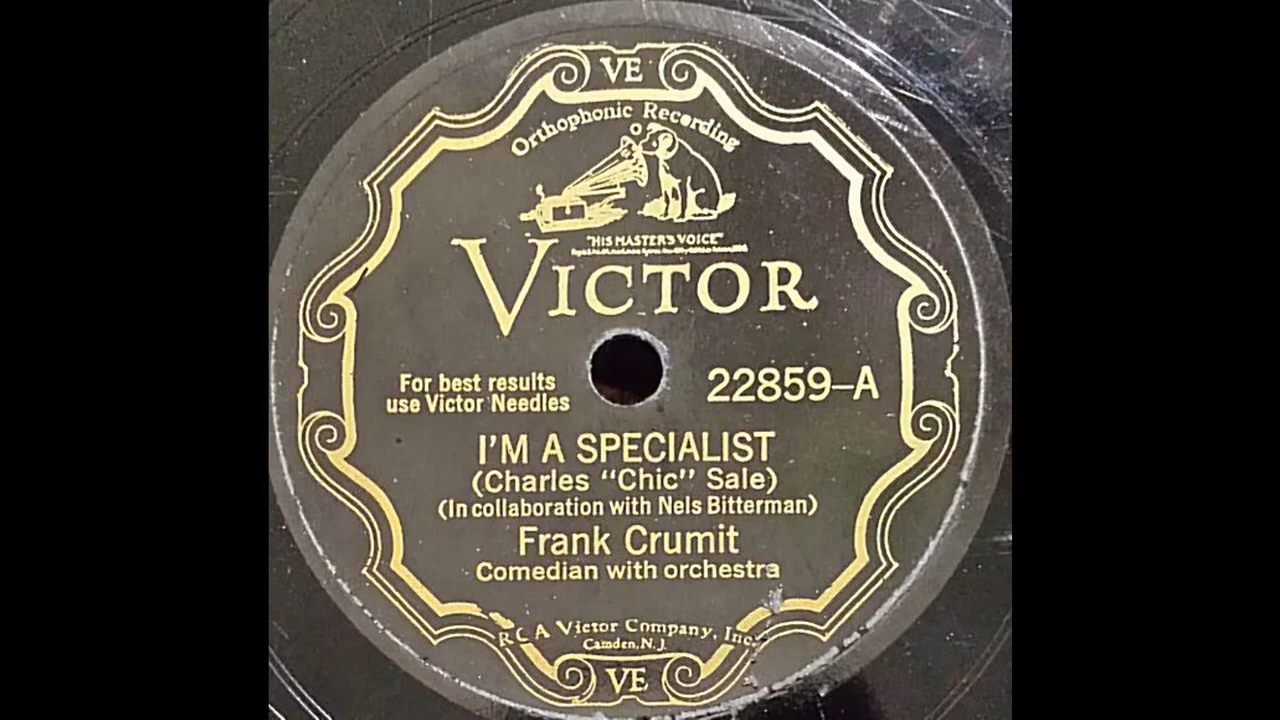 VE
Orthophonic Recording
"HIS MASTER'S VOICE"
VICTOR
For best results
use Victor Needles
22859-A
I'M A SPECIALIST
(Charles "Chic" Sale)
(In collaboration with Nels Bitterman)
Frank Crumit
Comedian with orchestra
RCA Victor Company, Inc.
Camden, N.J.
VE